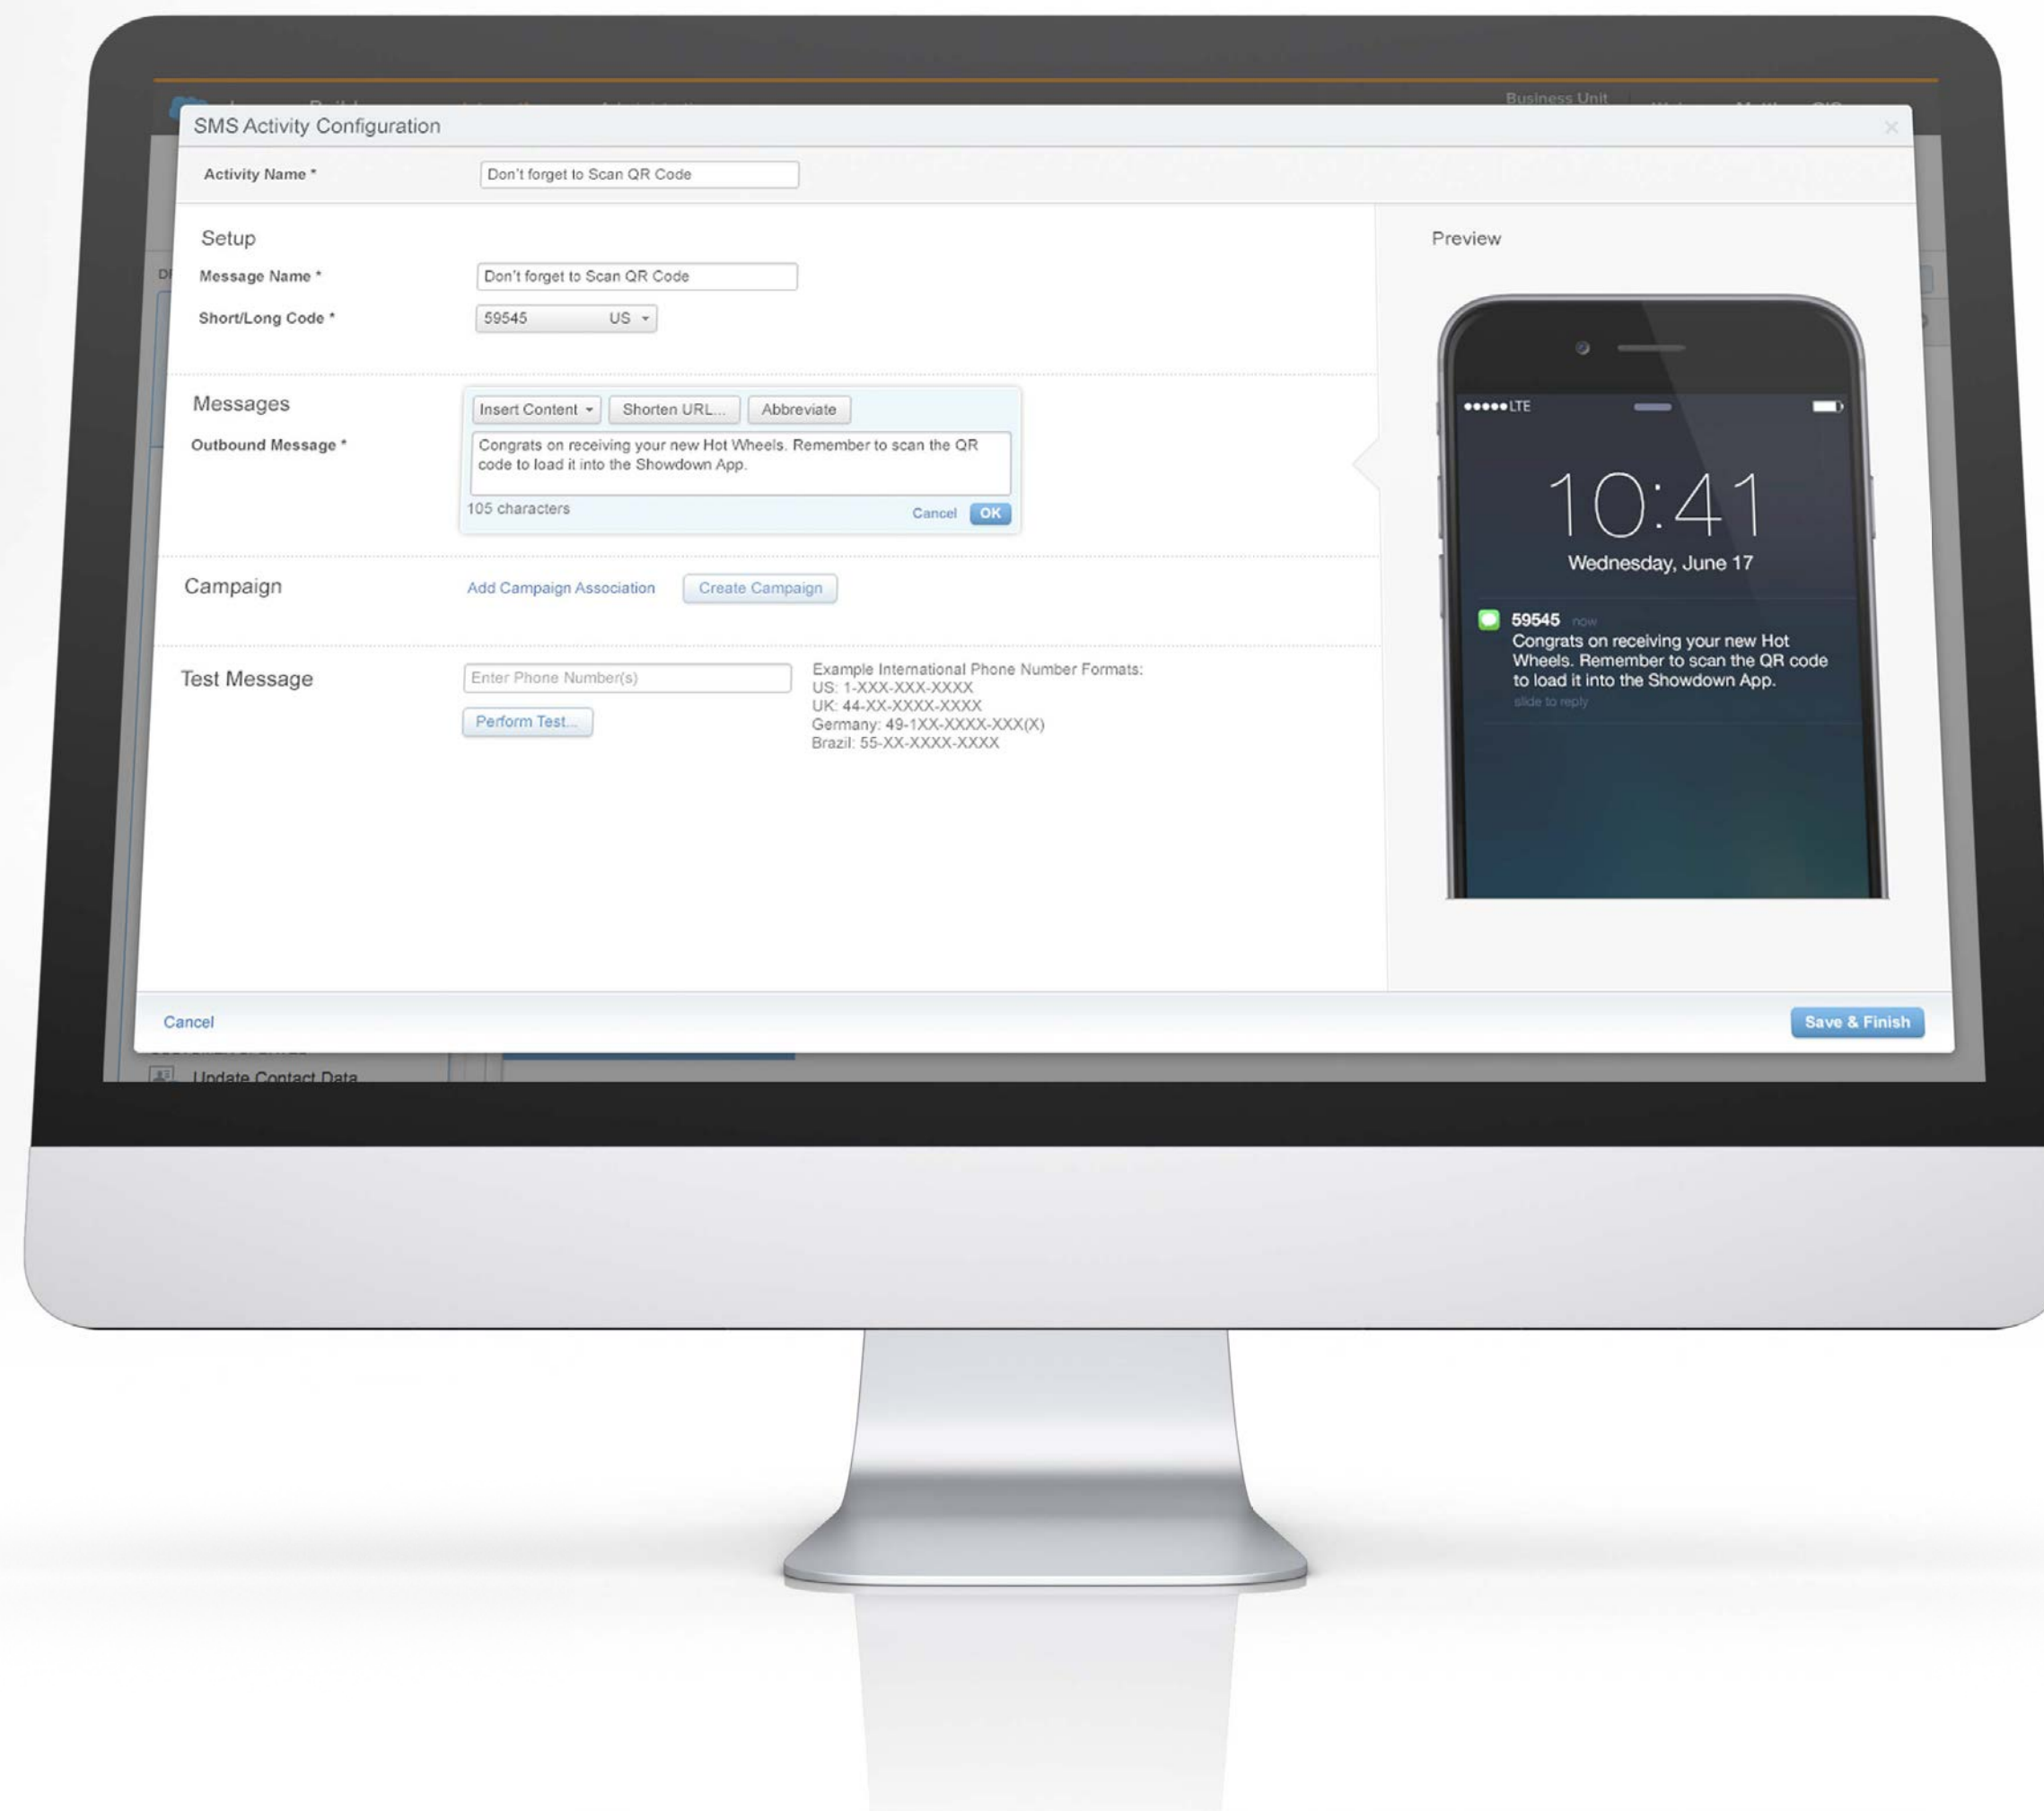 Business Unit
SMS Activity Configuration
Activity Name *
Don't forget to Scan QR Code
Setup
Message Name *
Don't forget to Scan QR Code
Short/Long Code *
59545 US
Messages
Insert Content
Shorten URL...
Abbreviate
Outbound Message *
Congrats on receiving your new Hot Wheels. Remember to scan the QR
code to load it into the Showdown App.
105 characters
Cancel
OK
Campaign
Add Campaign Association
Create Campaign
Test Message
Enter Phone Number(s)
Perform Test...
Example International Phone Number Formats:
US: 1-XXX-XXX-XXXX
UK: 44-XX-XXXX-XXXX
Germany: 49-1XX-XXXX-XXX(X)
Brazil: 55-XX-XXXX-XXXX
Preview
LTE
10:41
Wednesday, June 17
59545 now
Congrats on receiving your new Hot
Wheels. Remember to scan the QR code
to load it into the Showdown App.
slide to reply
Cancel
Save & Finish
Update Contact Data